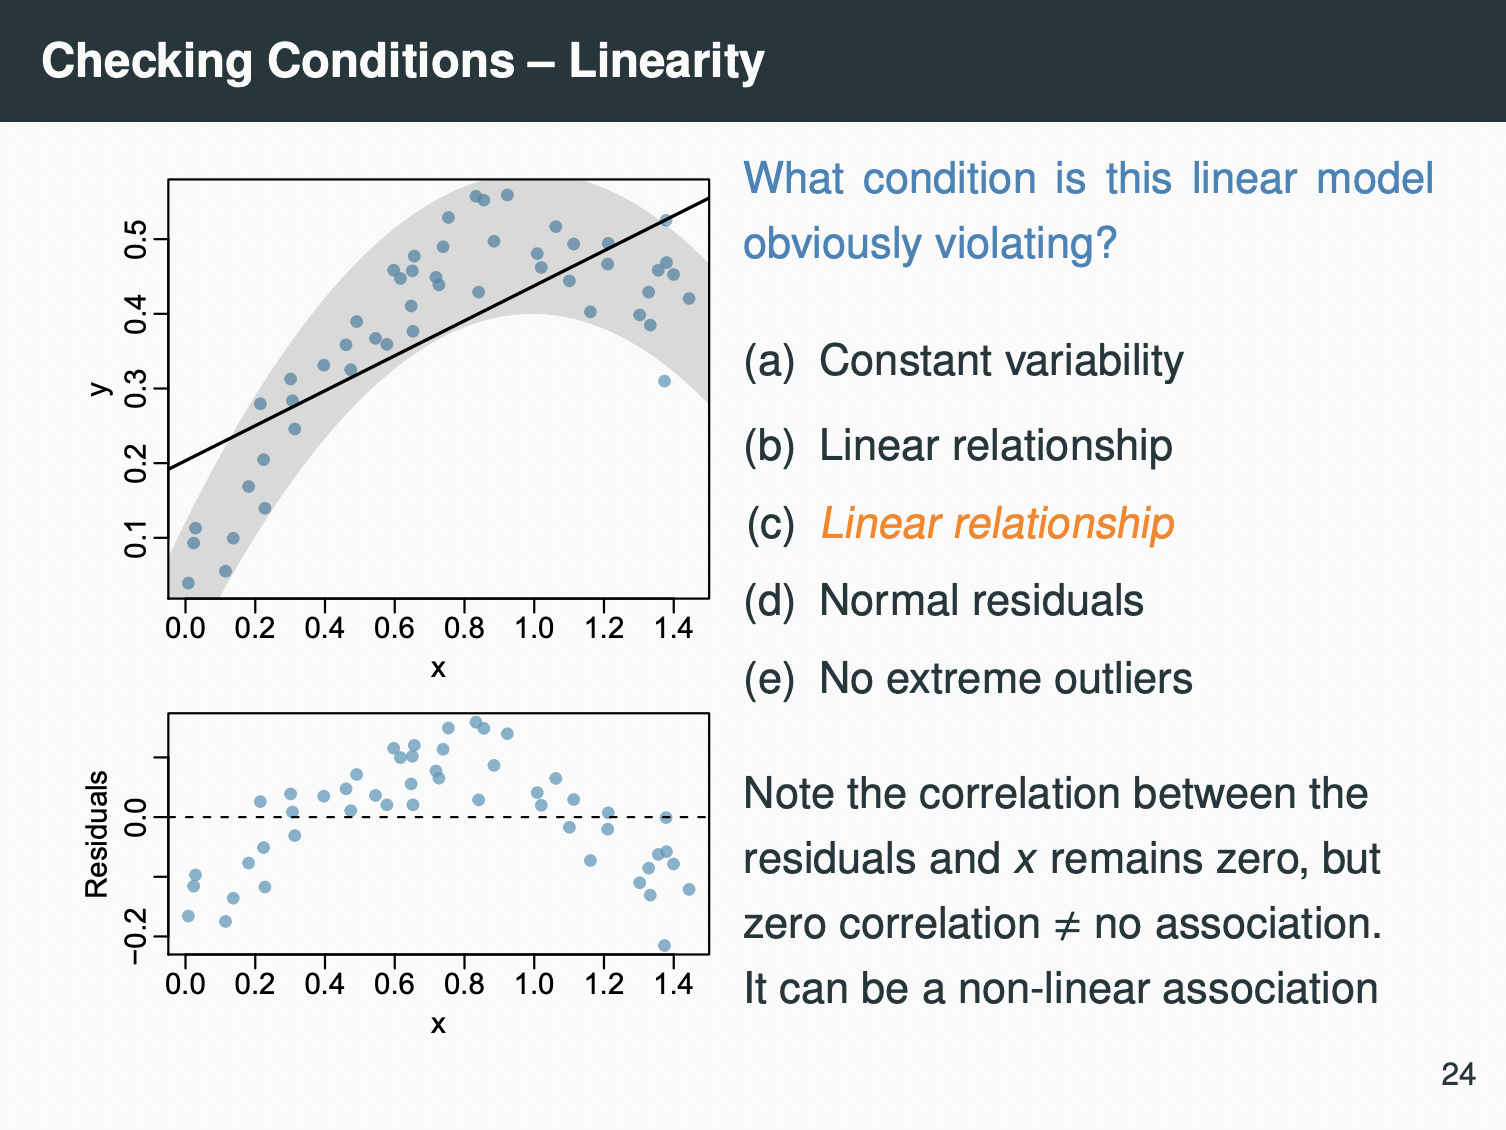 Checking Conditions – Linearity
What condition is this linear model
obviously violating?
(a) Constant variability
(b) Linear relationship
(c) Linear relationship
(d) Normal residuals
(e) No extreme outliers
Note the correlation between the
residuals and x remains zero, but
zero correlation ≠ no association.
It can be a non-linear association
y
0.5
0.4
0.3
0.2
0.1
0.0 0.2 0.4 0.6 0.8 1.0 1.2 1.4
x
Residuals
0.0
−0.2
0.0 0.2 0.4 0.6 0.8 1.0 1.2 1.4
x
24